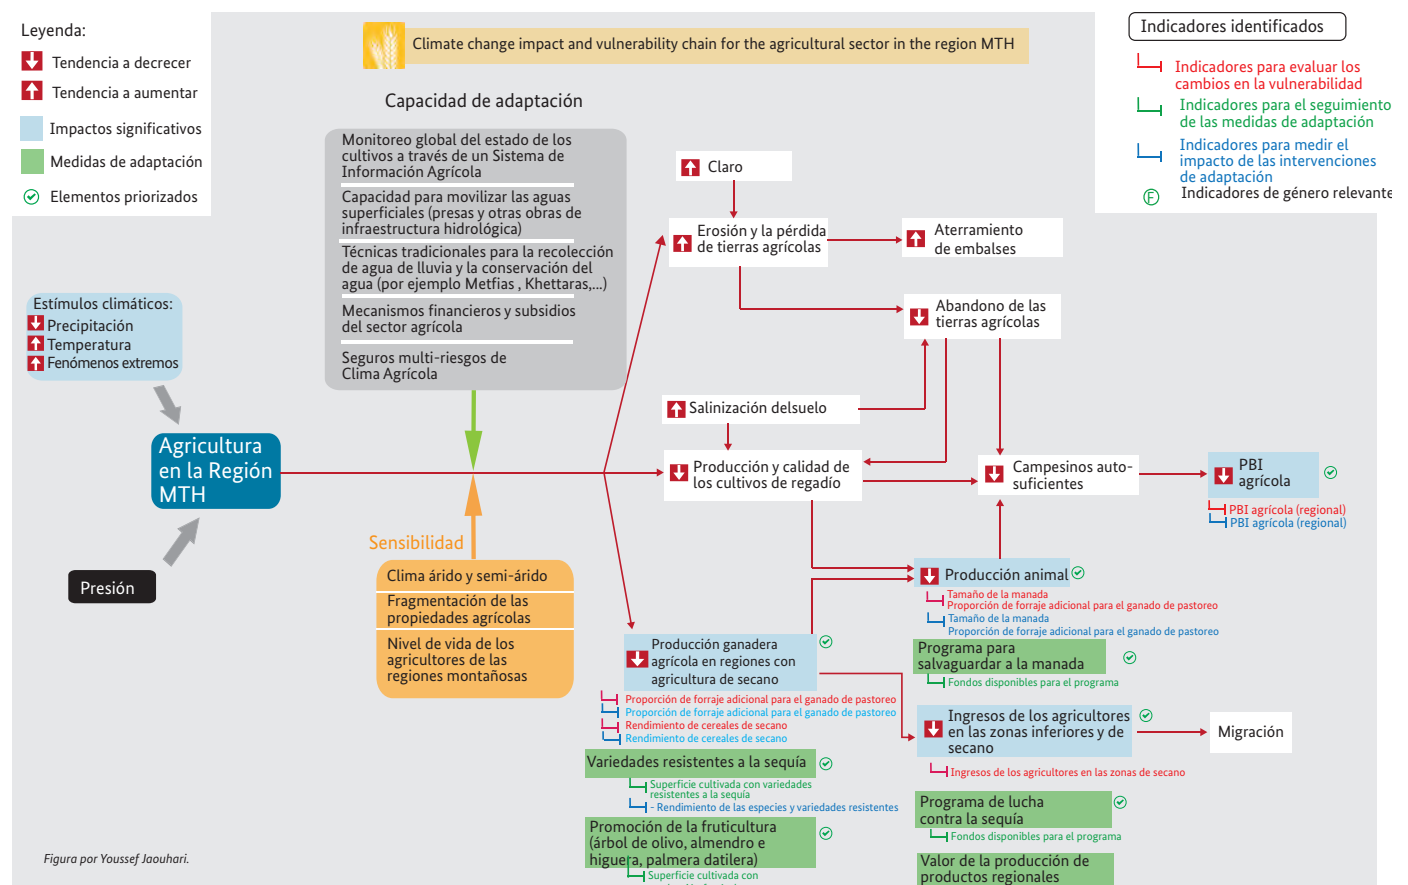 Leyenda:
Tendencia a decrecer
Tendencia a aumentar
Impactos significativos
Medidas de adaptación
Elementos priorizados
Climate change impact and vulnerability chain for the agricultural sector in the region MTH
Indicadores identificados
Indicadores para evaluar los
cambios en la vulnerabilidad
Indicadores para el seguimiento
de las medidas de adaptación
Indicadores para medir el
impacto de las intervenciones
de adaptación
F
Indicadores de género relevante
Capacidad de adaptación
Monitoreo global del estado de los
cultivos a través de un Sistema de
Información Agrícola
Capacidad para movilizar las aguas
superficiales (presas y otras obras de
infraestructura hidrológica)
Técnicas tradicionales para la recolección
de agua de lluvia y la conservación del
agua (por ejemplo Metfias , Khettaras,...)
Mecanismos financieros y subsidios
del sector agrícola
Seguros multi-riesgos de
Clima Agrícola
Estímulos climáticos:
Precipitación
Temperatura
Fenómenos extremos
Agricultura
en la Región
MTH
Presión
Sensibilidad
Clima árido y semi-árido
Fragmentación de las
propiedades agrícolas
Nivel de vida de los
agricultores de las
regiones montañosas
Claro
Erosión y la pérdida
de tierras agrícolas
Aterramiento
de embalses
Abandono de las
tierras agrícolas
Salinización delsuelo
Producción y calidad de
los cultivos de regadío
Campesinos auto-
suficientes
PBI
agrícola
PBI agrícola (regional)
PBI agrícola (regional)
Producción animal
Tamaño de la manada
Proporción de forraje adicional para el ganado de pastoreo
Tamaño de la manada
Proporción de forraje adicional para el ganado de pastoreo
Programa para
salvaguardar a la manada
Fondos disponibles para el programa
Producción ganadera
agrícola en regiones con
agricultura de secano
Proporción de forraje adicional para el ganado de pastoreo
Proporción de forraje adicional para el ganado de pastoreo
Rendimiento de cereales de secano
Rendimiento de cereales de secano
Variedades resistentes a la sequía
Superficie cultivada con variedades
resistentes a la sequía
- Rendimiento de las especies y variedades resistentes
Promoción de la fruticultura
(árbol de olivo, almendro e
higuera, palmera datilera)
Superficie cultivada con
Ingresos de los agricultores
en las zonas inferiores y de
secano
Ingresos de los agricultores en las zonas de secano
Migración
Programa de lucha
contra la sequía
Fondos disponibles para el programa
Valor de la producción de
productos regionales
Figura por Youssef Jaouhari.